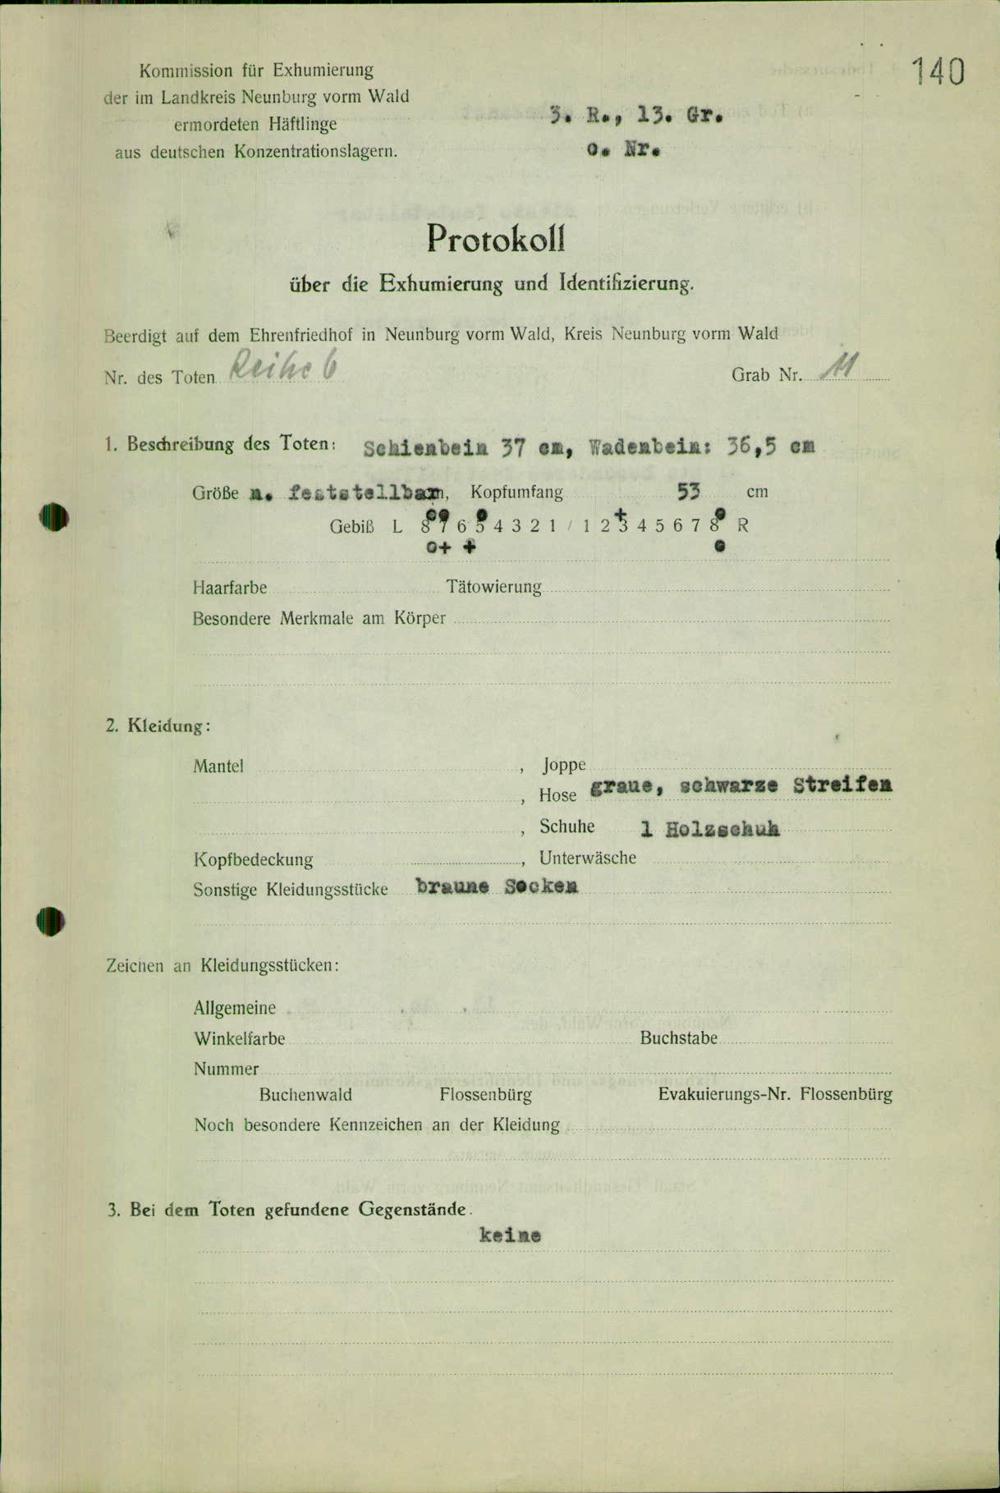 140
Kommission für Exhumierung
der im Landkreis Neunburg vorm Wald
ermordeten Häftlinge
aus deutschen Konzentrationslagern.
3. R., 13. Gr.
o. Nr.
Protokoll
über die Exhumierung und Identifizierung.
Beerdigt auf dem Ehrenfriedhof in Neunburg vorm Wald, Kreis Neunburg vorm Wald
Nr. des Toten Reihe 6 Grab Nr. 11
1. Beschreibung des Toten: Schienbein 37 cm, Wadenbein: 36,5 cm
Größe n. feststellbar, Kopfumfang 53 cm
Gebiß L 8 7 6 5 4 3 2 1 / 1 2 3 4 5 6 7 8 R
o+ +
Haarfarbe Tätowierung
Besondere Merkmale am Körper
2. Kleidung:
Mantel , Joppe
, Hose graue, schwarze Streifen
, Schuhe 1 Holzschuh
Kopfbedeckung , Unterwäsche
Sonstige Kleidungsstücke braune Socken
Zeichen an Kleidungsstücken:
Allgemeine
Winkelfarbe Buchstabe
Nummer
Buchenwald Flossenbürg Evakuierungs-Nr. Flossenbürg
Noch besondere Kennzeichen an der Kleidung
3. Bei dem Toten gefundene Gegenstände.
keine